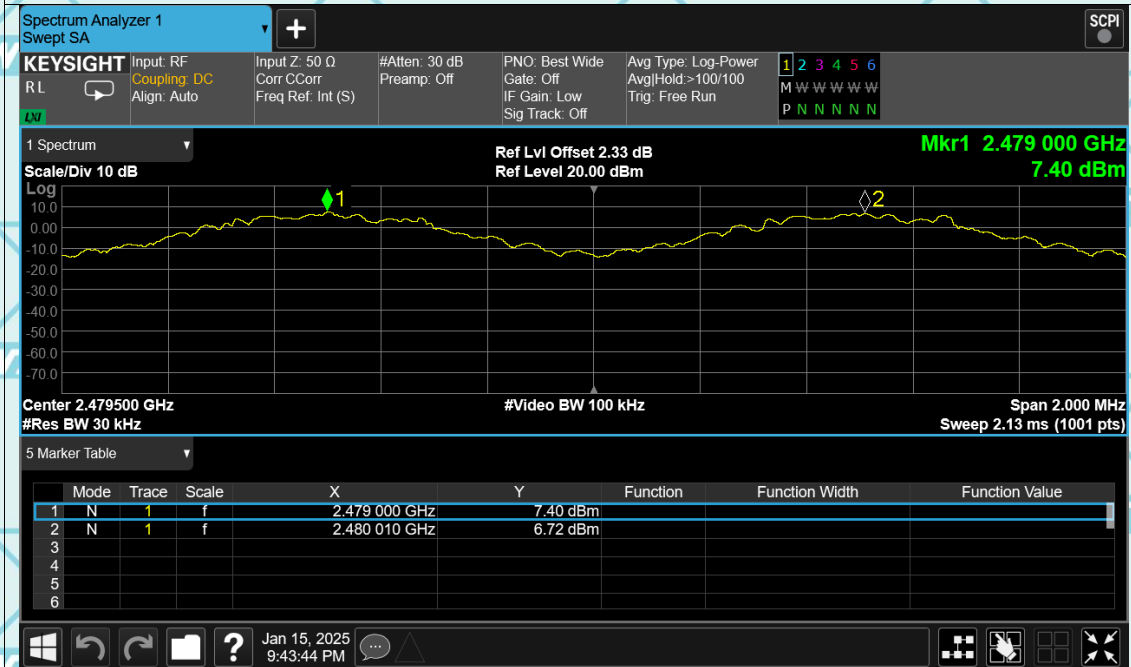 Spectrum Analyzer 1
Swept SA
+
SCPI
KEYSIGHT Input: RF Input Z: 50 Ω #Atten: 30 dB PNO: Best Wide Avg Type: Log-Power 1 2 3 4 5 6
R L Coupling: DC Corr CCorr Preamp: Off Gate: Off Avg|Hold:>100/100 M W W W W W
Align: Auto Freq Ref: Int (S) IF Gain: Low Trig: Free Run
LXI Sig Track: Off P N N N N N
1 Spectrum
Ref Lvl Offset 2.33 dB Mkr1 2.479 000 GHz
Scale/Div 10 dB Ref Level 20.00 dBm 7.40 dBm
Log
1 2
10.0
0.00
-10.0
-20.0
-30.0
-40.0
-50.0
-60.0
-70.0
Center 2.479500 GHz #Video BW 100 kHz Span 2.000 MHz
#Res BW 30 kHz Sweep 2.13 ms (1001 pts)
5 Marker Table
Mode Trace Scale X Y Function Function Width Function Value
1 N 1 f 2.479 000 GHz 7.40 dBm
2 N 1 f 2.480 010 GHz 6.72 dBm
3
4
5
6
? Jan 15, 2025
9:43:44 PM